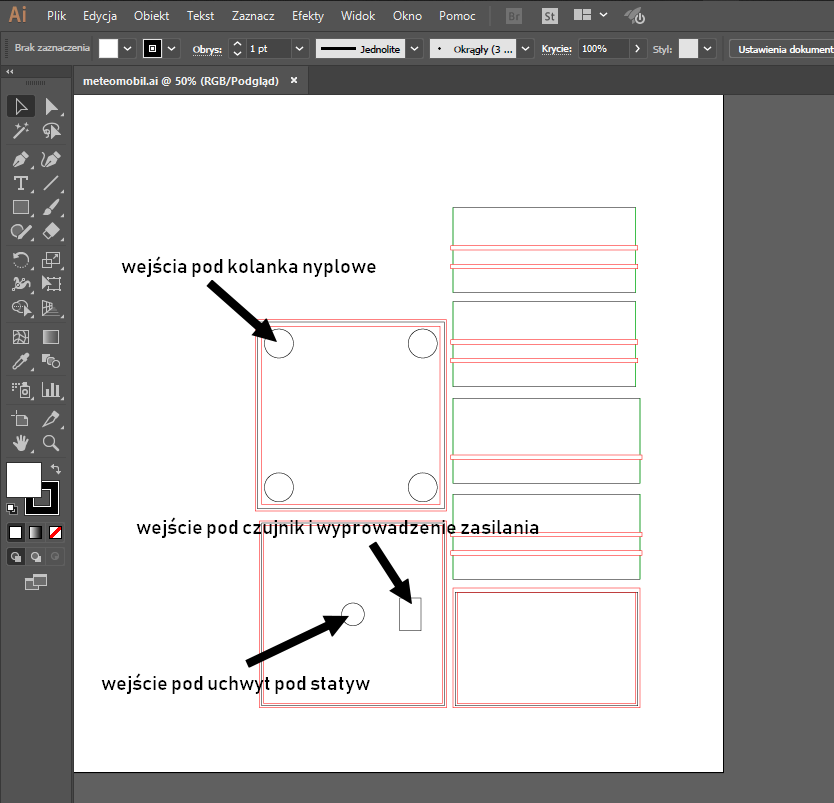 Ai Plik Edycja Obiekt Tekst Zaznacz Efekty Widok Okno Pomoc Br St
Brak zaznaczenia Obrys: 1 pt Jednolite Okrągły (3 ... Krycie: 100% Styl: Ustawienia dokument
meteomobil.ai @ 50% (RGB/Podgląd) ×
wejścia pod kolanka nyplowe
wejście pod czujnik i wyprowadzenie zasilania
wejście pod uchwyt pod statyw